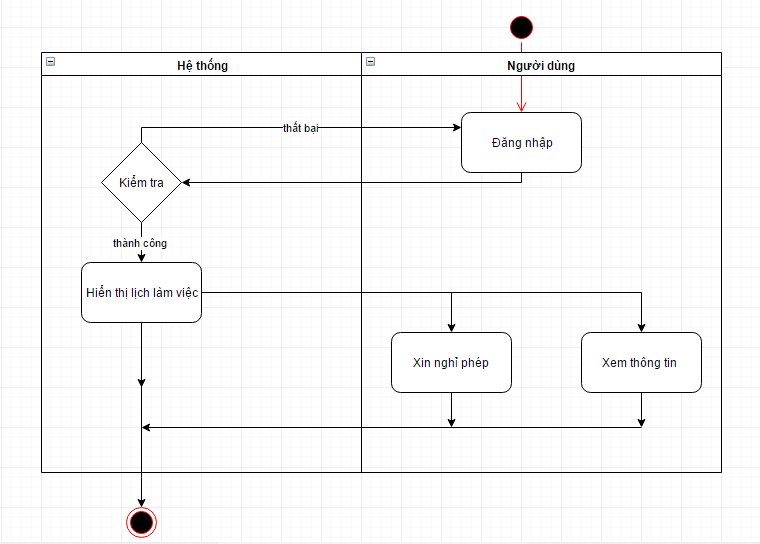 Hệ thống
Người dùng
thất bại
Đăng nhập
Kiểm tra
thành công
Hiển thị lịch làm việc
Xin nghỉ phép
Xem thông tin